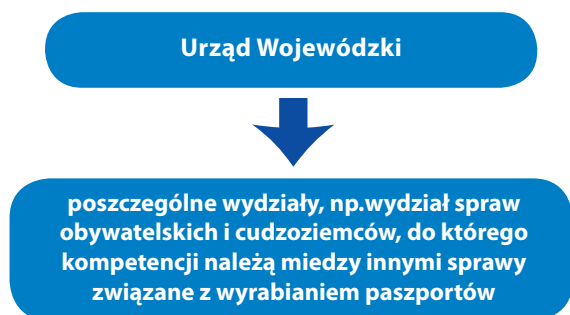 Urząd Wojewódzki
poszczególne wydziały, np.wydział spraw
obywatelskich i cudzoziemców, do którego
kompetencji należą miedzy innymi sprawy
związane z wyrabianiem paszportów